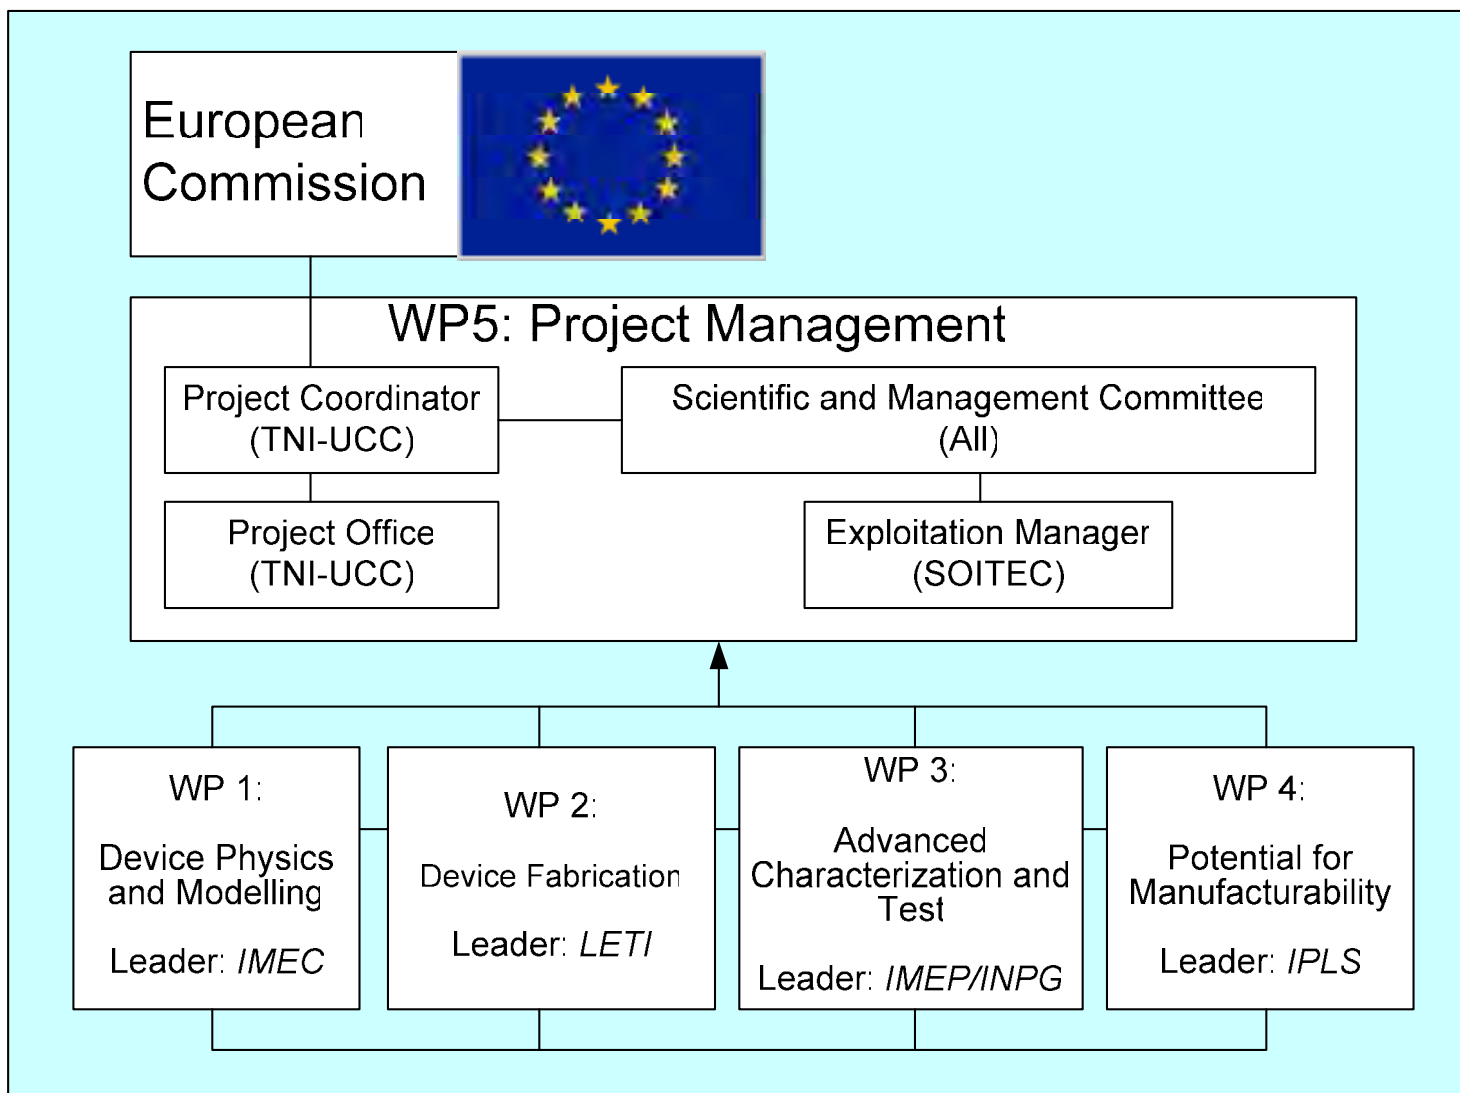 European
Commission
WP5: Project Management
Project Coordinator
(TNI-UCC)
Scientific and Management Committee
(All)
Project Office
(TNI-UCC)
Exploitation Manager
(SOITEC)
WP 1:
Device Physics
and Modelling
Leader: IMEC
WP 2:
Device Fabrication
Leader: LETI
WP 3:
Advanced
Characterization and
Test
Leader: IMEP/INPG
WP 4:
Potential for
Manufacturability
Leader: IPLS